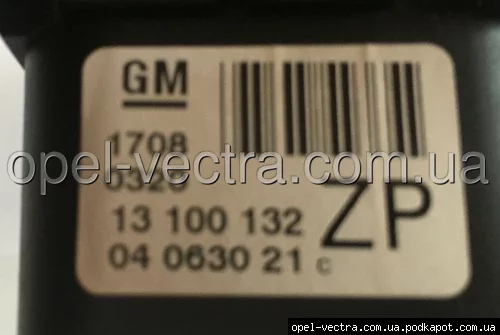 GM
1708
0326
13 100 132
ZP
04 0630 21 c
opel-vectra.com.ua
opel-vectra.com.ua.podkapot.com.ua